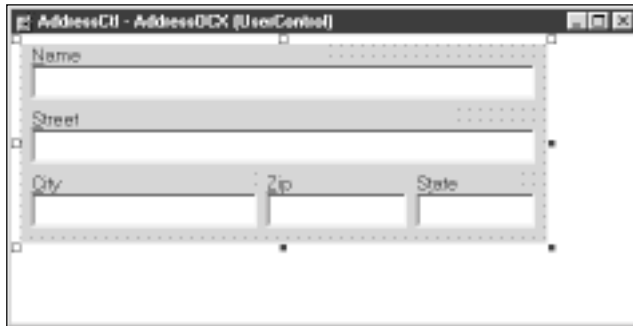 AddressCtl - AddressOCX (UserControl)
Name
Street
City Zip State